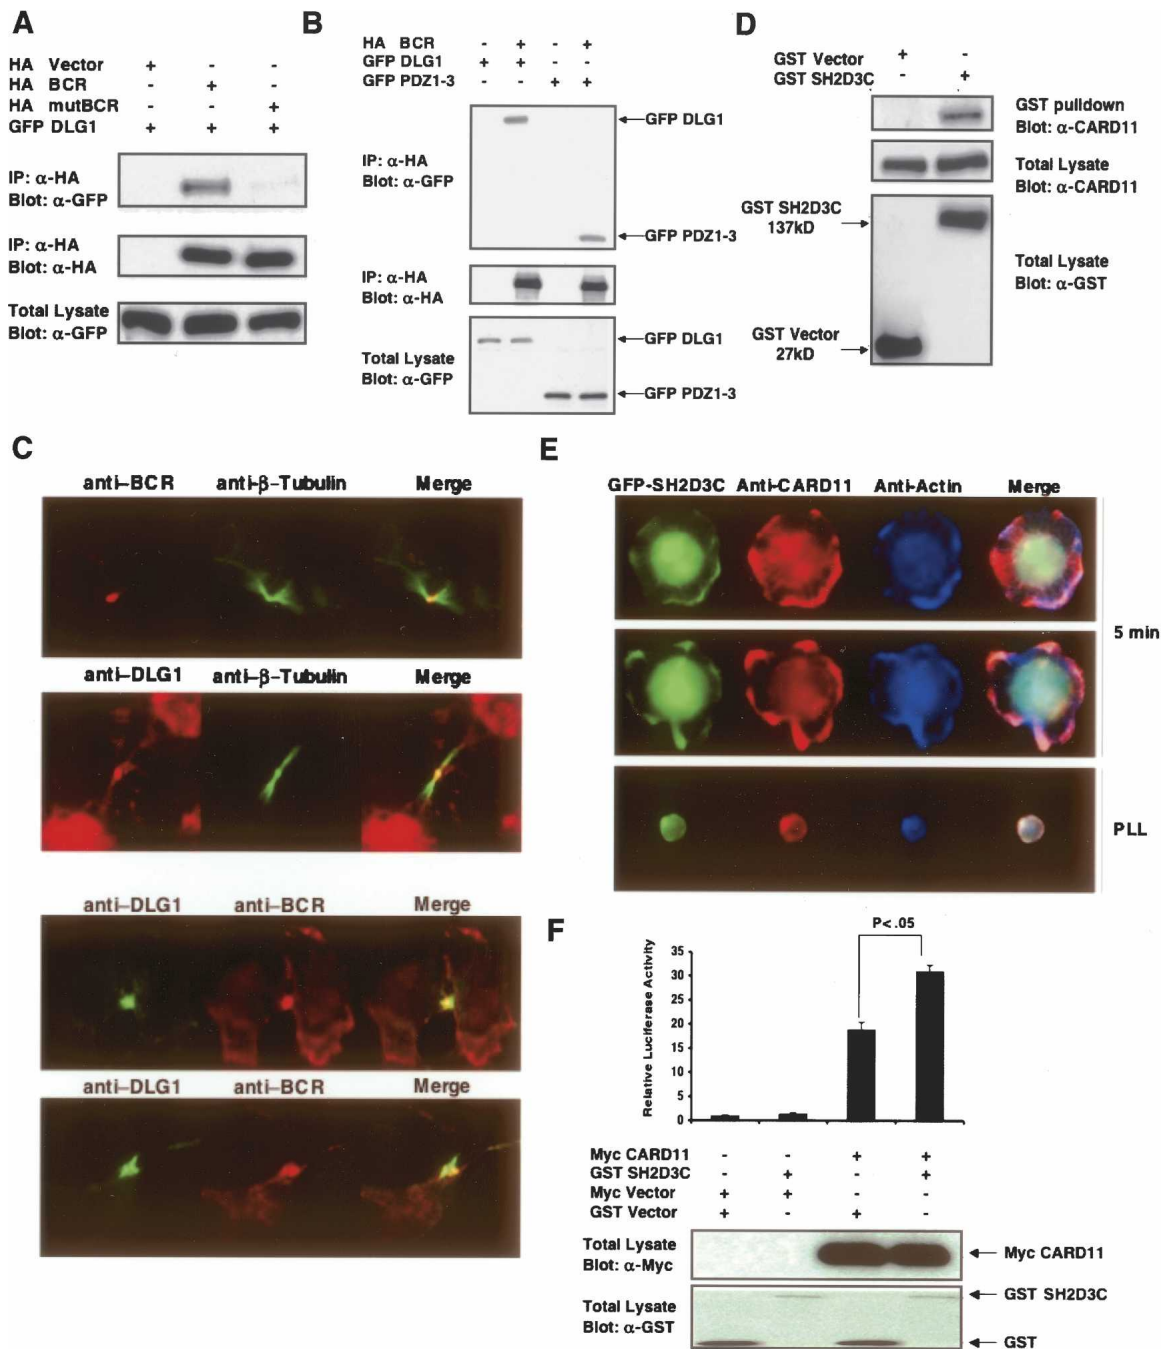 A
HA Vector + - -
HA BCR - + -
HA mutBCR - - +
GFP DLG1 + + +
IP: α-HA
Blot: α-GFP
IP: α-HA
Blot: α-HA
Total Lysate
Blot: α-GFP
B
HA BCR - + - +
GFP DLG1 + + - -
GFP PDZ1-3 - - + +
GFP DLG1
IP: α-HA
Blot: α-GFP
GFP PDZ1-3
IP: α-HA
Blot: α-HA
GFP DLG1
Total Lysate
Blot: α-GFP
GFP PDZ1-3
D
GST Vector + -
GST SH2D3C - +
GST pulldown
Blot: α-CARD11
Total Lysate
Blot: α-CARD11
GST SH2D3C
137kD
Total Lysate
Blot: α-GST
GST Vector
27kD
C
anti–BCR anti–β–Tubulin Merge
anti–DLG1 anti–β–Tubulin Merge
anti–DLG1 anti–BCR Merge
anti–DLG1 anti–BCR Merge
E
GFP-SH2D3C Anti-CARD11 Anti-Actin Merge
5 min
PLL
F
P<.05
Relative Luciferase Activity
35
30
25
20
15
10
5
0
Myc CARD11 - - + +
GST SH2D3C - + - +
Myc Vector + + - -
GST Vector + - + -
Total Lysate
Blot: α-Myc
Myc CARD11
Total Lysate
Blot: α-GST
GST SH2D3C
GST